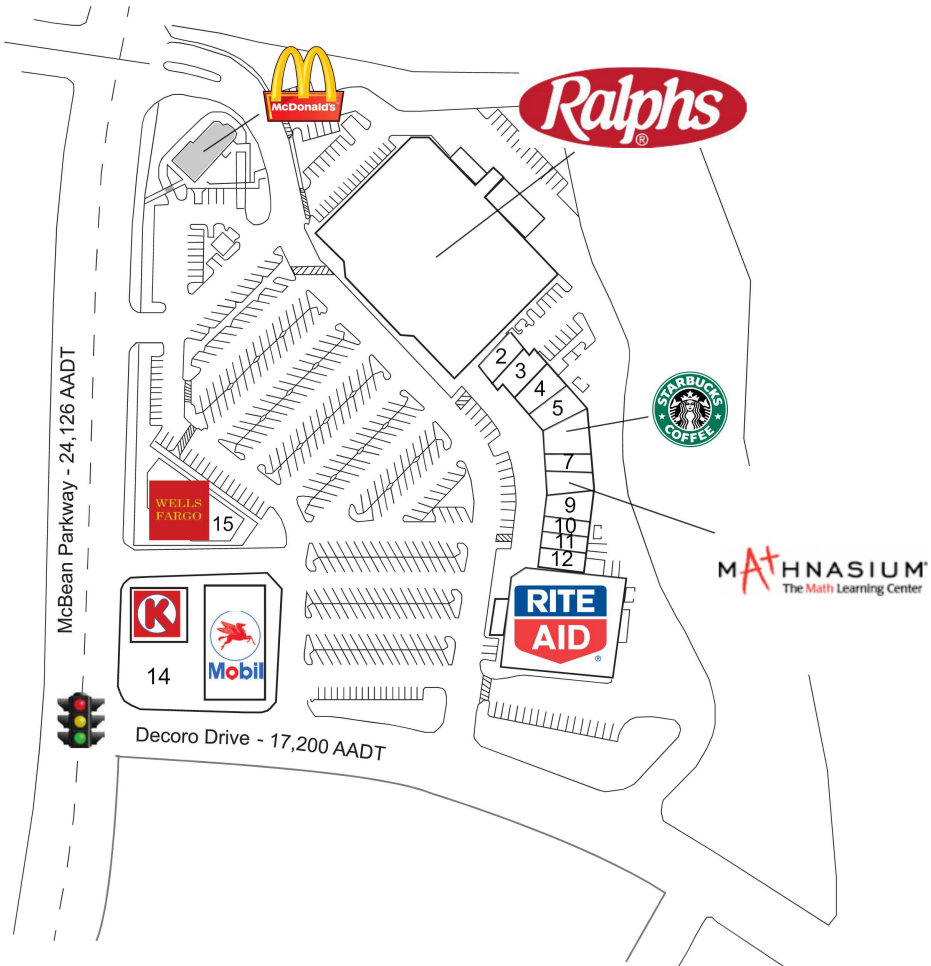 McDonald's
Ralphs
®
2
3
4
5
STARBUCKS
COFFEE
7
9
10
11
12
MATHNASIUM®
The Math Learning Center
WELLS
FARGO
15
RITE
AID
®
K
14
Mobil
McBean Parkway - 24,126 AADT
Decoro Drive - 17,200 AADT